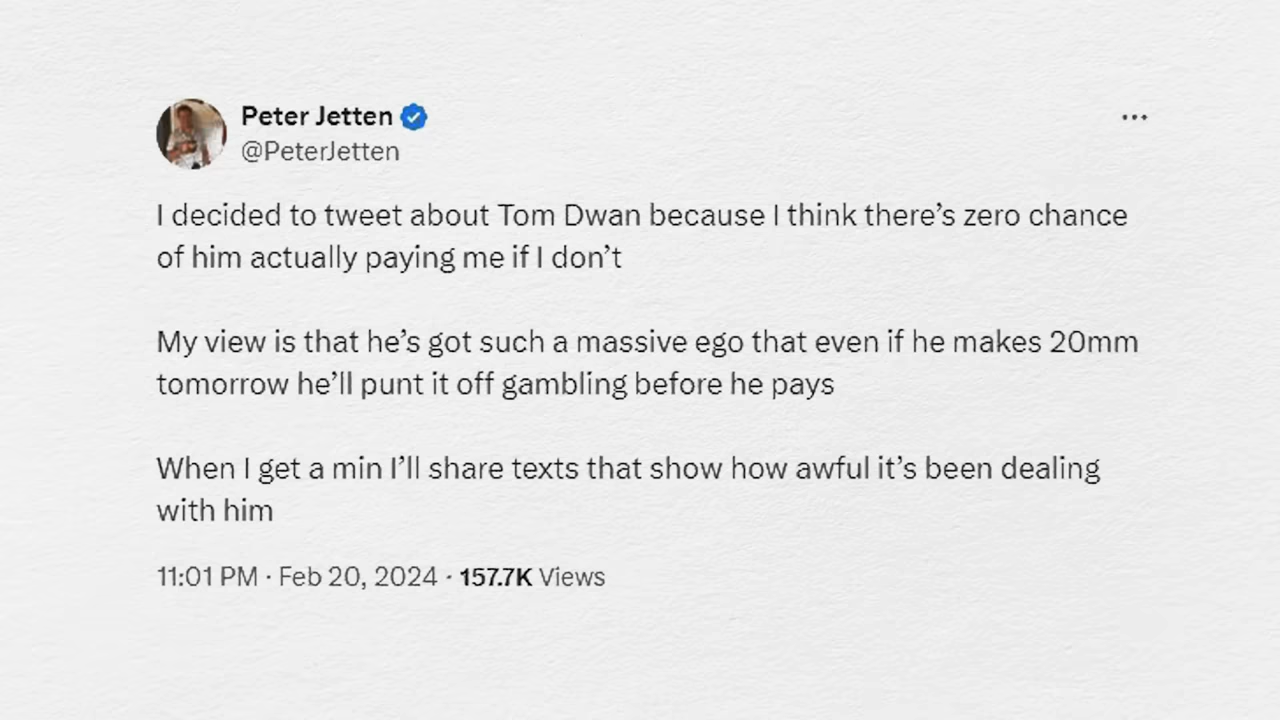 Peter Jetten
@PeterJetten
I decided to tweet about Tom Dwan because I think there’s zero chance
of him actually paying me if I don’t
My view is that he’s got such a massive ego that even if he makes 20mm
tomorrow he’ll punt it off gambling before he pays
When I get a min I’ll share texts that show how awful it’s been dealing
with him
11:01 PM · Feb 20, 2024 · 157.7K Views